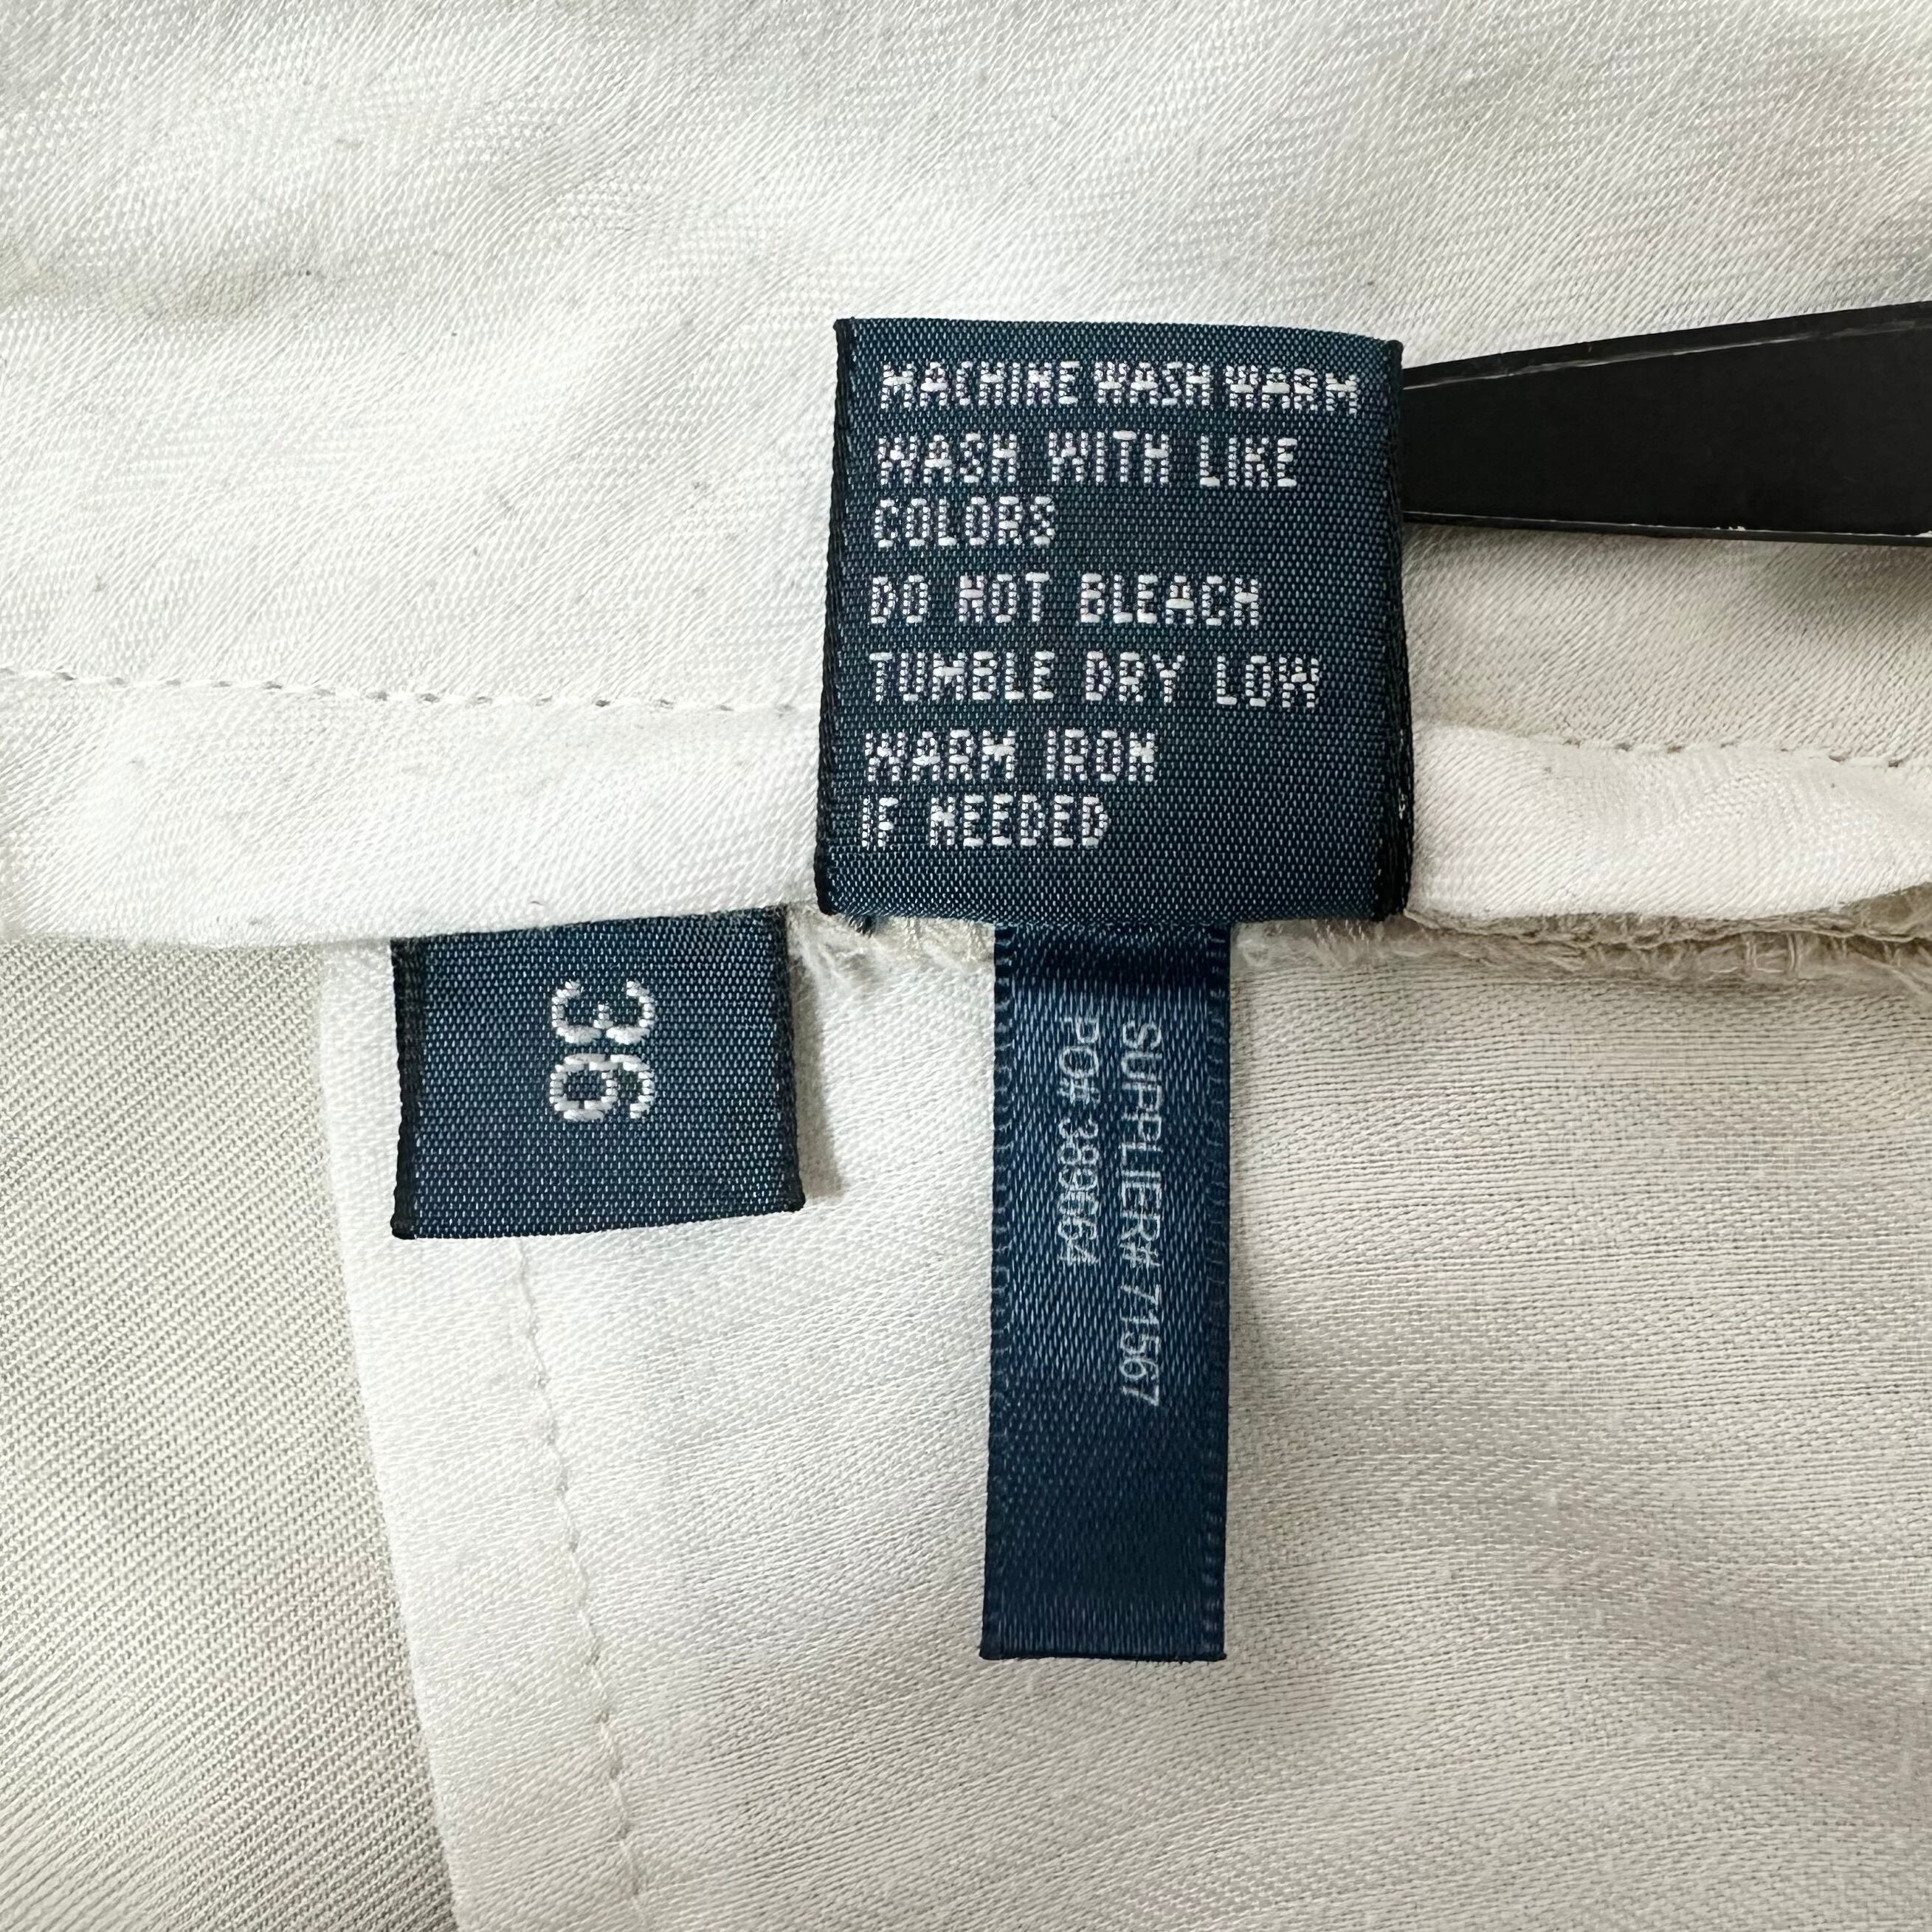 MACHINE WASH WARM
WASH WITH LIKE
COLORS
DO NOT BLEACH
TUMBLE DRY LOW
WARM IRON
IF NEEDED
36
SUPPLIER# 71567
PO# 389064